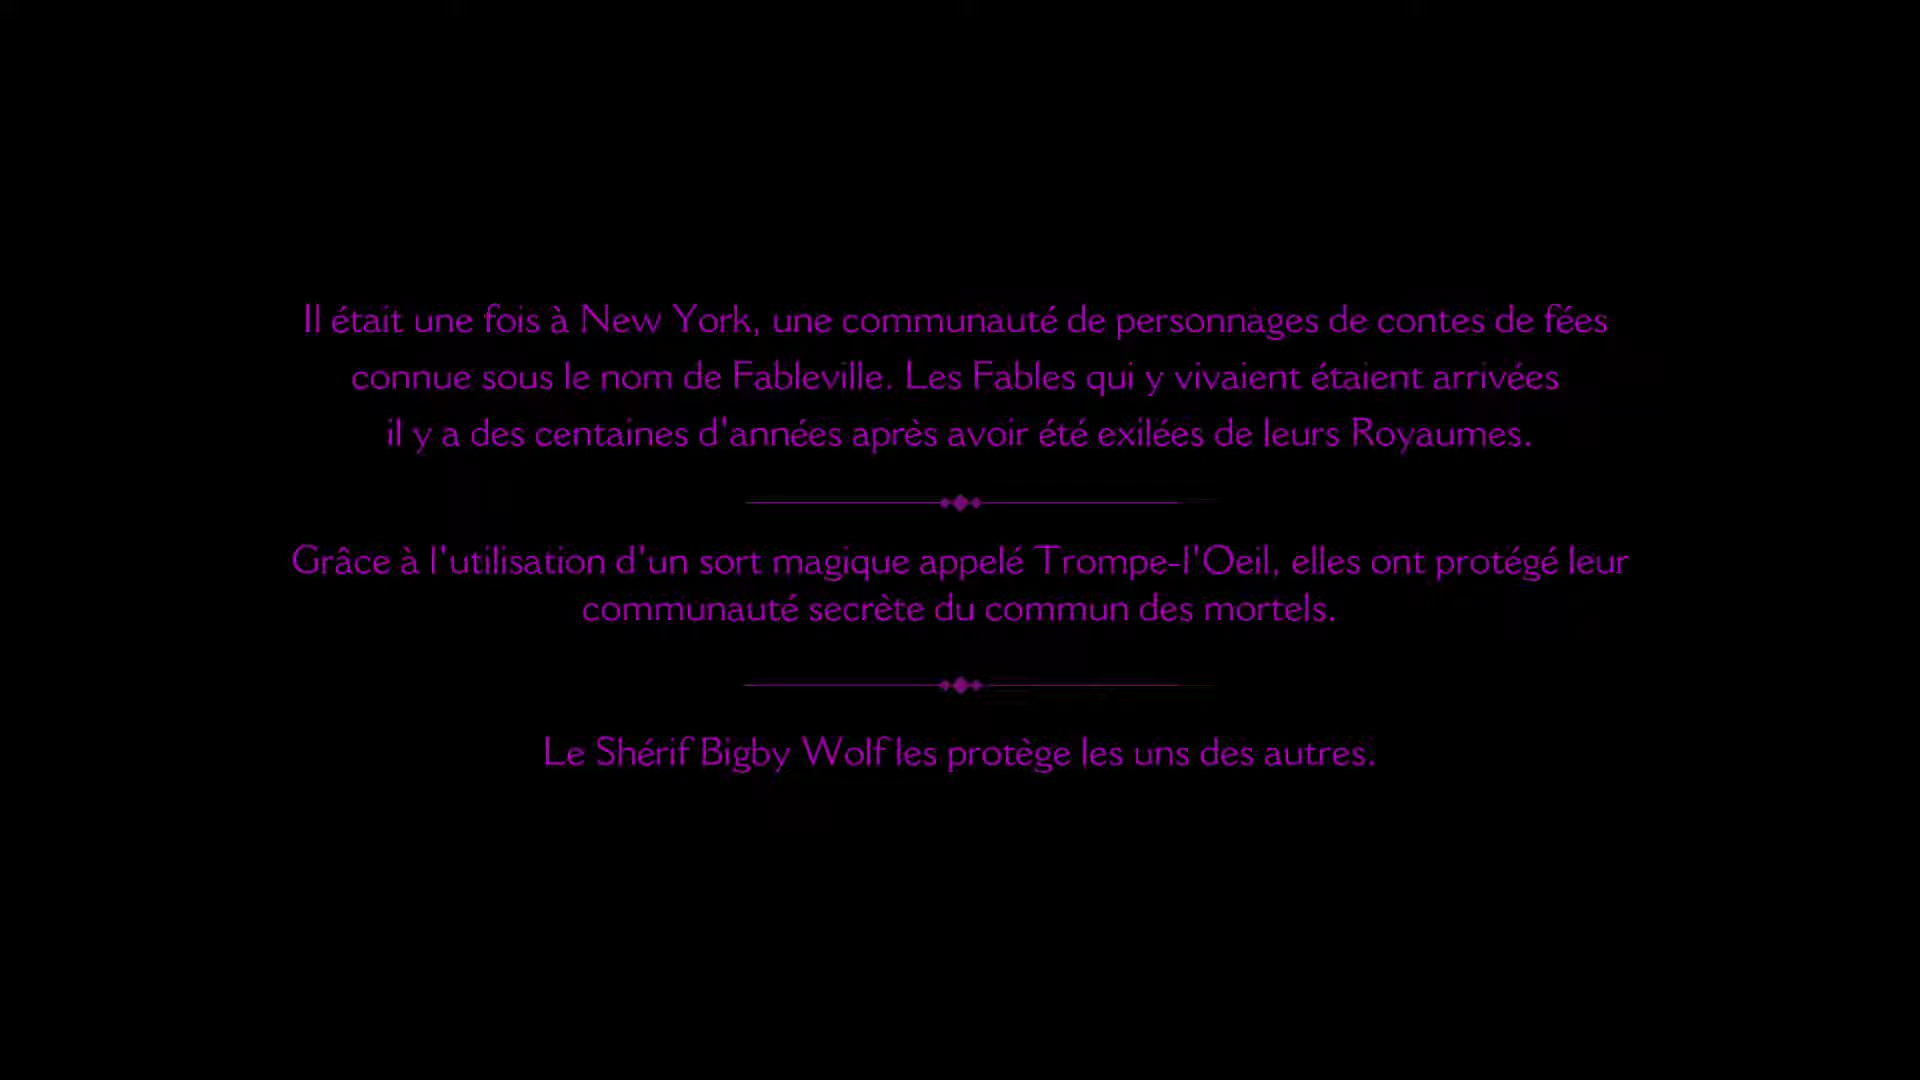 Il était une fois à New York, une communauté de personnages de contes de fées
connue sous le nom de Fableville. Les Fables qui y vivaient étaient arrivées
il y a des centaines d'années après avoir été exilées de leurs Royaumes.
Grâce à l'utilisation d'un sort magique appelé Trompe-l'Oeil, elles ont protégé leur
communauté secrète du commun des mortels.
Le Shérif Bigby Wolf les protège les uns des autres.